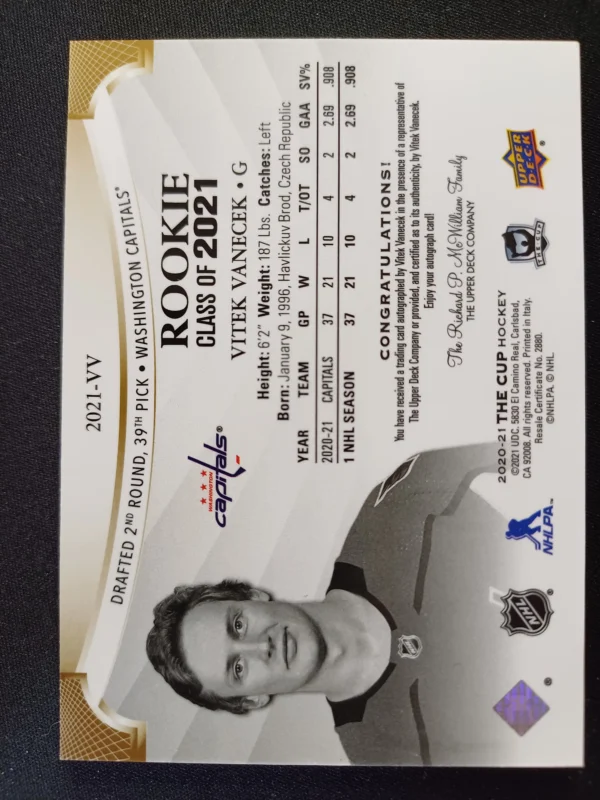 2021-VV
DRAFTED 2ND ROUND, 39TH PICK • WASHINGTON CAPITALS®
ROOKIE
CLASS OF 2021
VITEK VANECEK • G
Height: 6'2" Weight: 187 Lbs. Catches: Left
Born: January 9, 1996, Havlickuv Brod, Czech Republic
YEAR TEAM GP W L T/OT SO GAA SV%
2020-21 CAPITALS 37 21 10 4 2 2.69 .908
1 NHL SEASON 37 21 10 4 2 2.69 .908
WASHINGTON
capitals®
CONGRATULATIONS!
You have received a trading card autographed by Vitek Vanecek in the presence of a representative of
The Upper Deck Company or provided, and certified as to its authenticity, by Vitek Vanecek.
Enjoy your autograph card!
The Richard P. McWilliam Family
THE UPPER DECK COMPANY
2020-21 THE CUP HOCKEY
©2021 UDC, 5830 El Camino Real, Carlsbad,
CA 92008. All rights reserved. Printed in Italy.
Resale Certificate No. 2880.
©NHLPA. © NHL.
THE CUP
UPPER
DECK
®
NHL
®
NHLPA
®